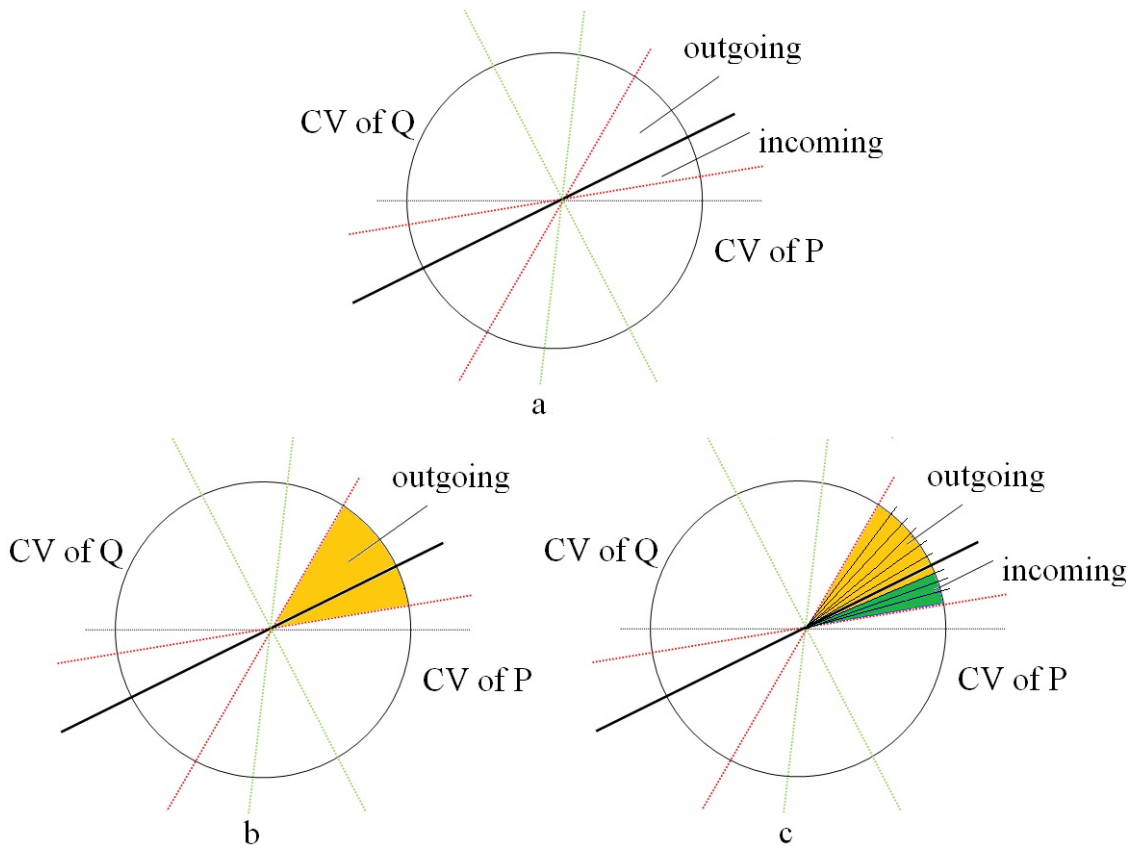 outgoing
CV of Q
incoming
CV of P
a
outgoing
CV of Q
CV of P
b
outgoing
CV of Q
incoming
CV of P
c